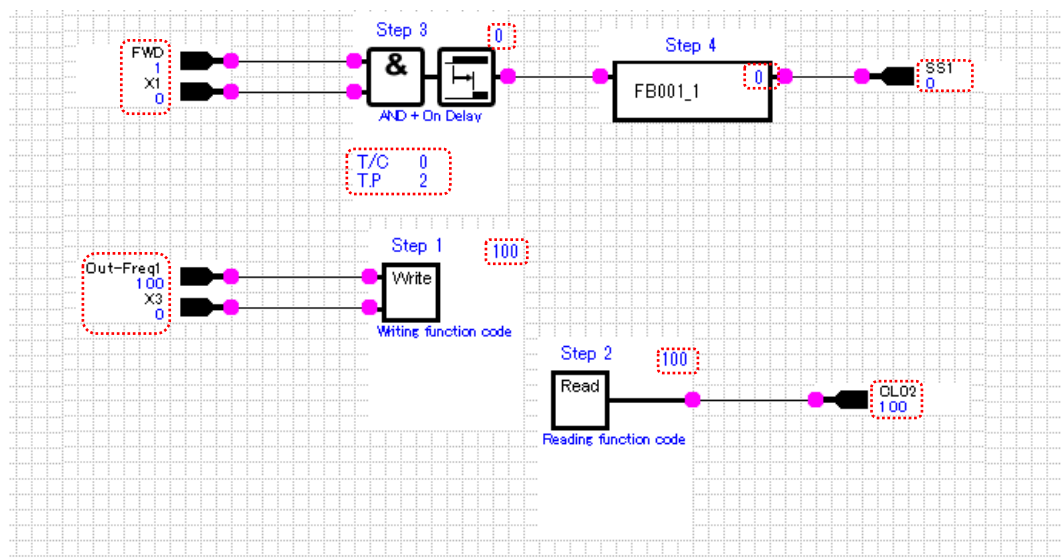 Step 3
0
Step 4
FWD
1
X1
0
&
FB001_1
0
SS1
0
AND + On Delay
T/C 0
T.P 2
Step 1
100
Out-Freq1
100
X3
0
Write
Writing function code
Step 2
100
Read
CLO2
100
Reading function code